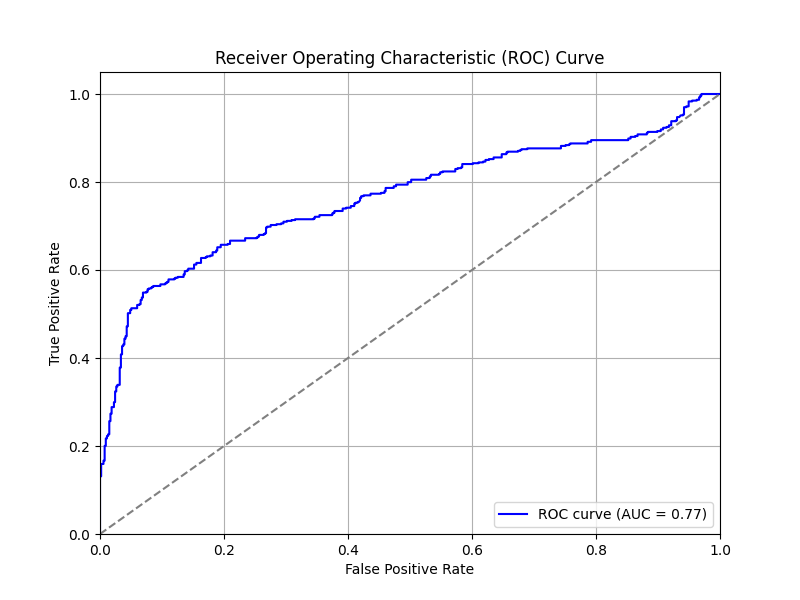 Receiver Operating Characteristic (ROC) Curve
1.0
0.8
0.6
0.4
0.2
0.0
True Positive Rate
ROC curve (AUC = 0.77)
0.0 0.2 0.4 0.6 0.8 1.0
False Positive Rate